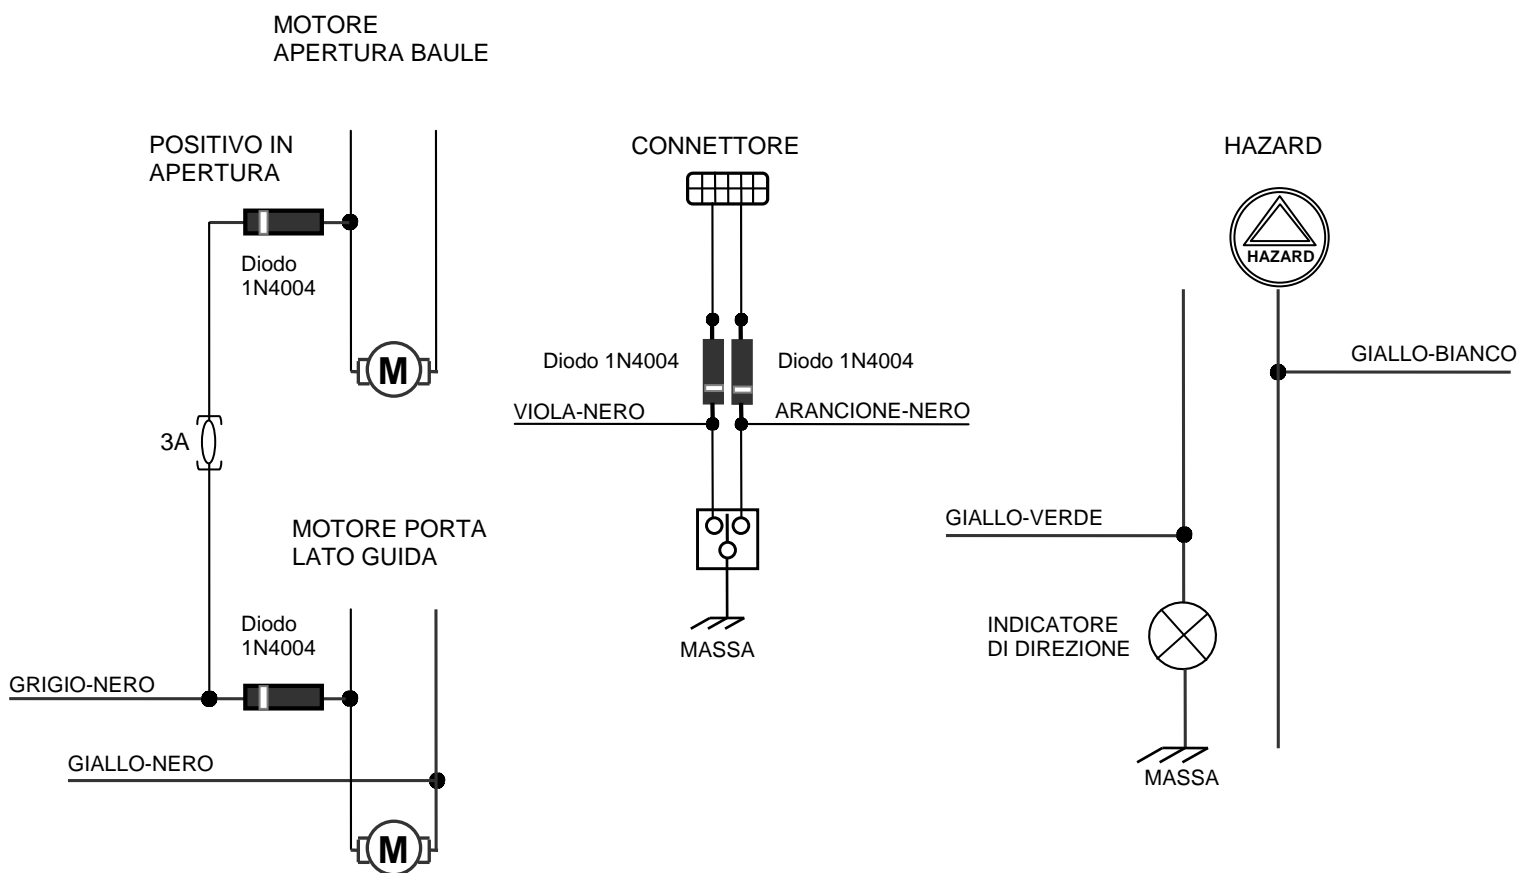 MOTORE
APERTURA BAULE
POSITIVO IN
APERTURA
Diodo
1N4004
M
3A
MOTORE PORTA
LATO GUIDA
Diodo
1N4004
GRIGIO-NERO
GIALLO-NERO
M
CONNETTORE
Diodo 1N4004
Diodo 1N4004
VIOLA-NERO
ARANCIONE-NERO
MASSA
HAZARD
HAZARD
GIALLO-BIANCO
GIALLO-VERDE
INDICATORE
DI DIREZIONE
MASSA